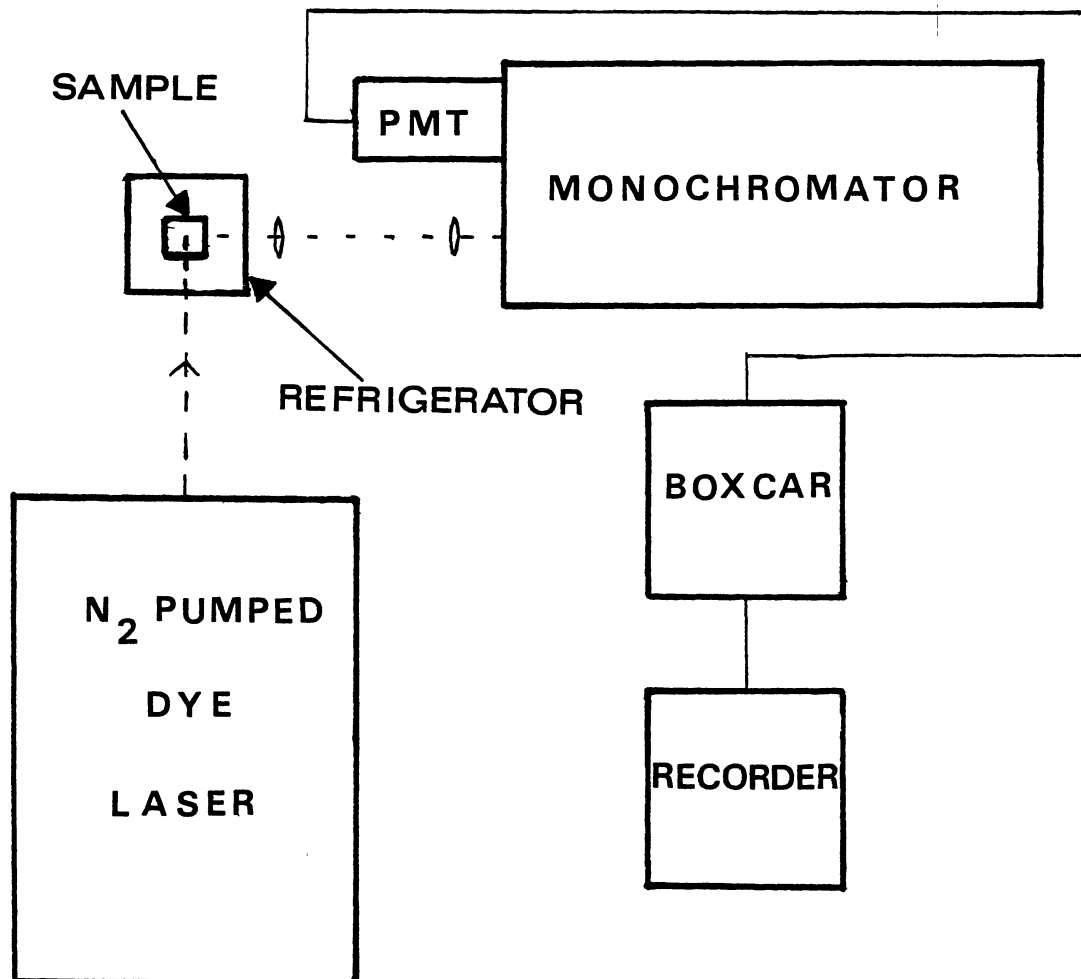 SAMPLE
PMT
MONOCHROMATOR
REFRIGERATOR
BOXCAR
N2 PUMPED
DYE
LASER
RECORDER